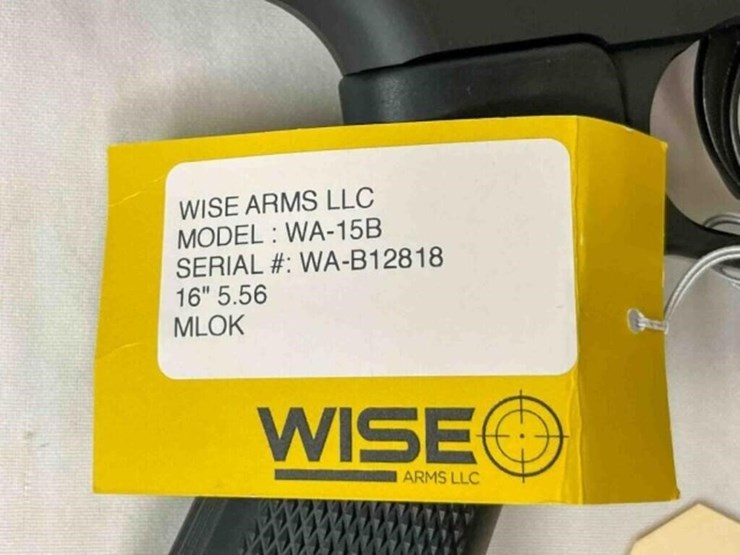 WISE ARMS LLC
MODEL : WA-15B
SERIAL #: WA-B12818
16" 5.56
MLOK
WISE
ARMS LLC